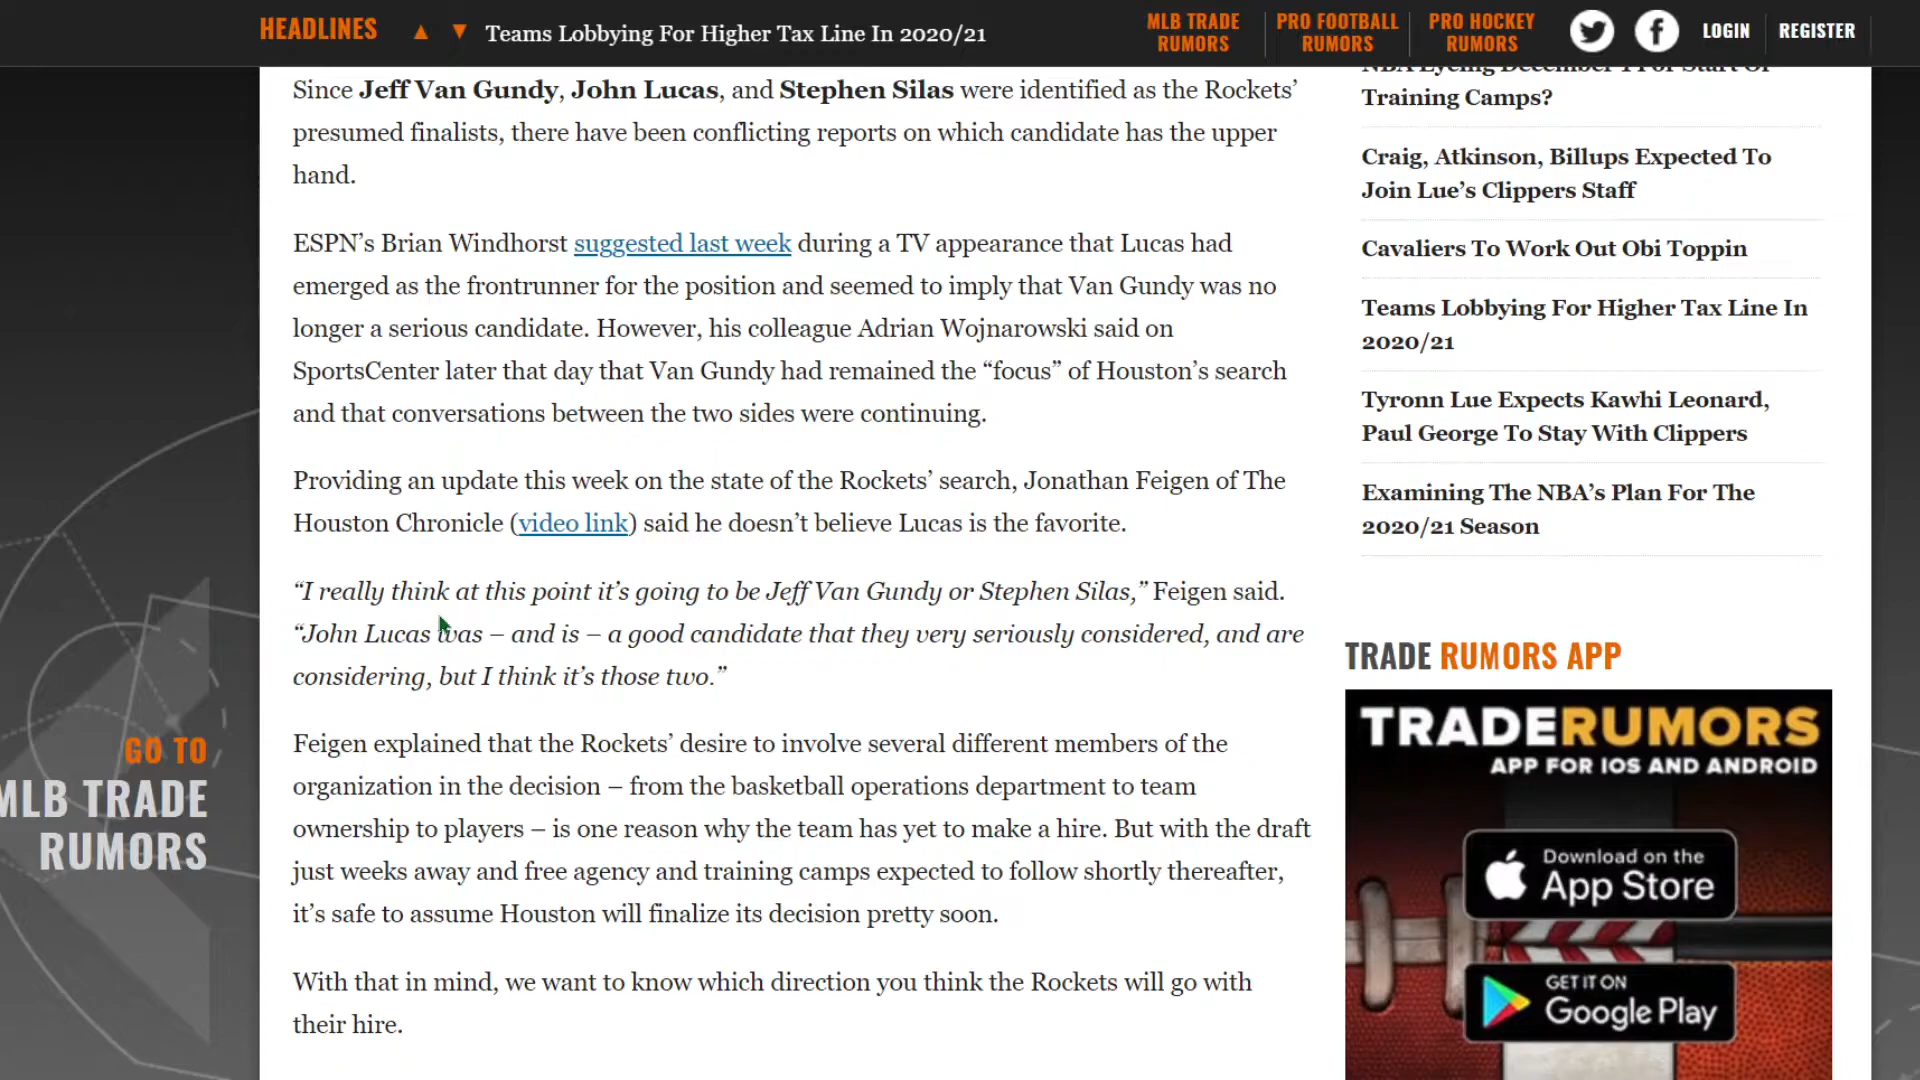 HEADLINES ▲ ▼ Teams Lobbying For Higher Tax Line In 2020/21
MLB TRADE
RUMORS
PRO FOOTBALL
RUMORS
PRO HOCKEY
RUMORS
LOGIN
REGISTER
Since Jeff Van Gundy, John Lucas, and Stephen Silas were identified as the Rockets’
presumed finalists, there have been conflicting reports on which candidate has the upper
hand.
ESPN’s Brian Windhorst suggested last week during a TV appearance that Lucas had
emerged as the frontrunner for the position and seemed to imply that Van Gundy was no
longer a serious candidate. However, his colleague Adrian Wojnarowski said on
SportsCenter later that day that Van Gundy had remained the “focus” of Houston’s search
and that conversations between the two sides were continuing.
Providing an update this week on the state of the Rockets’ search, Jonathan Feigen of The
Houston Chronicle (video link) said he doesn’t believe Lucas is the favorite.
“I really think at this point it’s going to be Jeff Van Gundy or Stephen Silas,” Feigen said.
“John Lucas was – and is – a good candidate that they very seriously considered, and are
considering, but I think it’s those two.”
Feigen explained that the Rockets’ desire to involve several different members of the
organization in the decision – from the basketball operations department to team
ownership to players – is one reason why the team has yet to make a hire. But with the draft
just weeks away and free agency and training camps expected to follow shortly thereafter,
it’s safe to assume Houston will finalize its decision pretty soon.
With that in mind, we want to know which direction you think the Rockets will go with
their hire.
NBA Eyeing December 1 For Start Of
Training Camps?
Craig, Atkinson, Billups Expected To
Join Lue’s Clippers Staff
Cavaliers To Work Out Obi Toppin
Teams Lobbying For Higher Tax Line In
2020/21
Tyronn Lue Expects Kawhi Leonard,
Paul George To Stay With Clippers
Examining The NBA’s Plan For The
2020/21 Season
TRADE RUMORS APP
TRADERUMORS
APP FOR IOS AND ANDROID
Download on the
App Store
GET IT ON
Google Play
GO TO
MLB TRADE
RUMORS